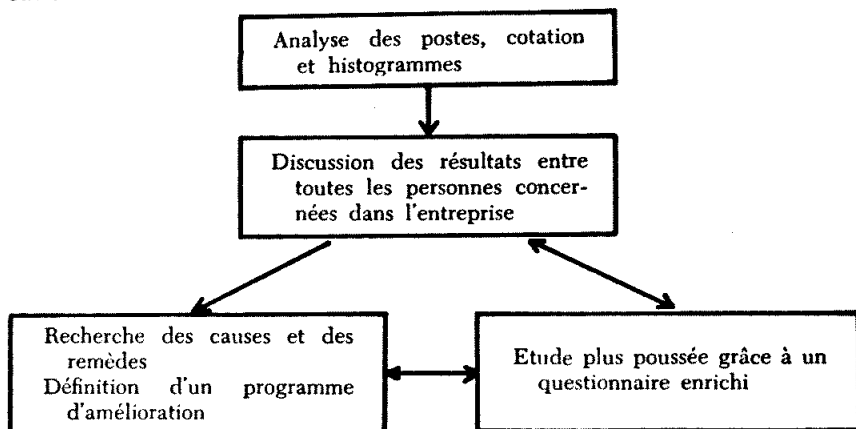 Analyse des postes, cotation
et histogrammes
Discussion des résultats entre
toutes les personnes concer-
nées dans l'entreprise
Recherche des causes et des
remèdes
Définition d'un programme
d'amélioration
Etude plus poussée grâce à un
questionnaire enrichi